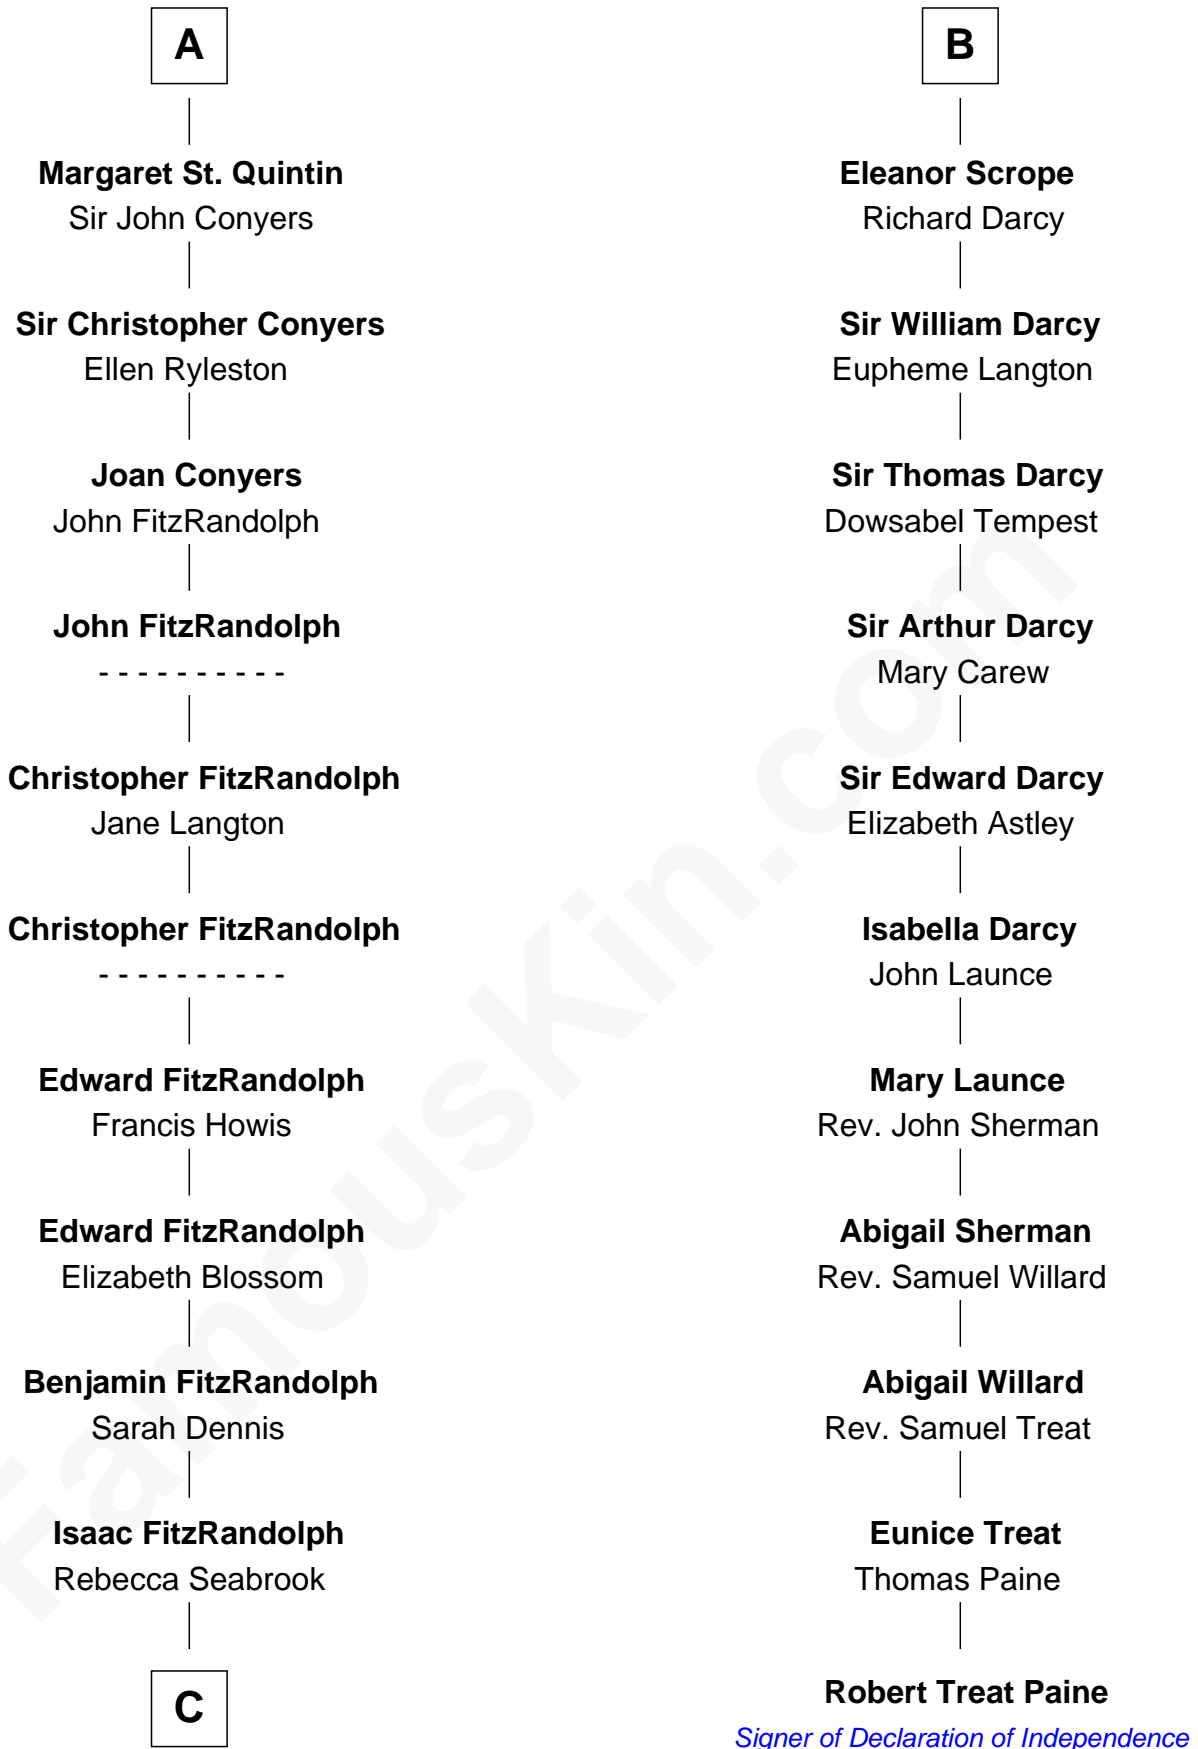 A
Margaret St. Quintin
Sir John Conyers
Sir Christopher Conyers
Ellen Ryleston
Joan Conyers
John FitzRandolph
John FitzRandolph
- - - - - - - - - -
Christopher FitzRandolph
Jane Langton
Christopher FitzRandolph
- - - - - - - - - -
Edward FitzRandolph
Francis Howis
Edward FitzRandolph
Elizabeth Blossom
Benjamin FitzRandolph
Sarah Dennis
Isaac FitzRandolph
Rebecca Seabrook
C
B
Eleanor Scrope
Richard Darcy
Sir William Darcy
Eupheme Langton
Sir Thomas Darcy
Dowsabel Tempest
Sir Arthur Darcy
Mary Carew
Sir Edward Darcy
Elizabeth Astley
Isabella Darcy
John Launce
Mary Launce
Rev. John Sherman
Abigail Sherman
Rev. Samuel Willard
Abigail Willard
Rev. Samuel Treat
Eunice Treat
Thomas Paine
Robert Treat Paine
Signer of Declaration of Independence
FamousKin.com